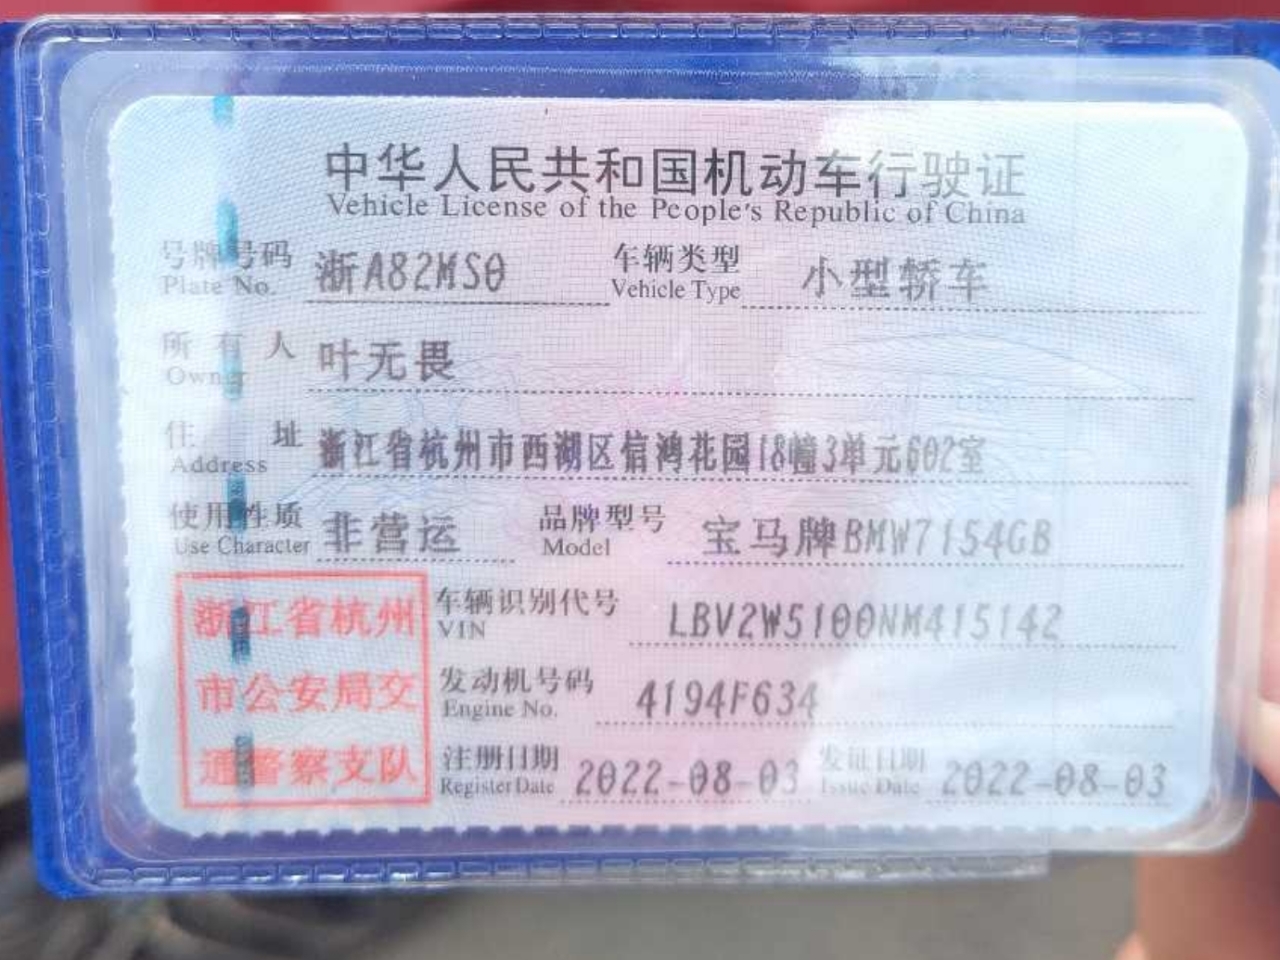 中华人民共和国机动车行驶证
Vehicle License of the People's Republic of China
号牌号码 浙A82MS0 车辆类型 小型轿车
Plate No. Vehicle Type
所有人 叶无畏
Owner
住址 浙江省杭州市西湖区信鸿花园18幢3单元602室
Address
使用性质 非营运 品牌型号 宝马牌BMW7154GB
Use Character Model
浙江省杭州 车辆识别代号 LBV2W5100NM415142
VIN
市公安局交 发动机号码 4194F634
Engine No.
通警察支队 注册日期 2022-08-03 发证日期 2022-08-03
Register Date Issue Date